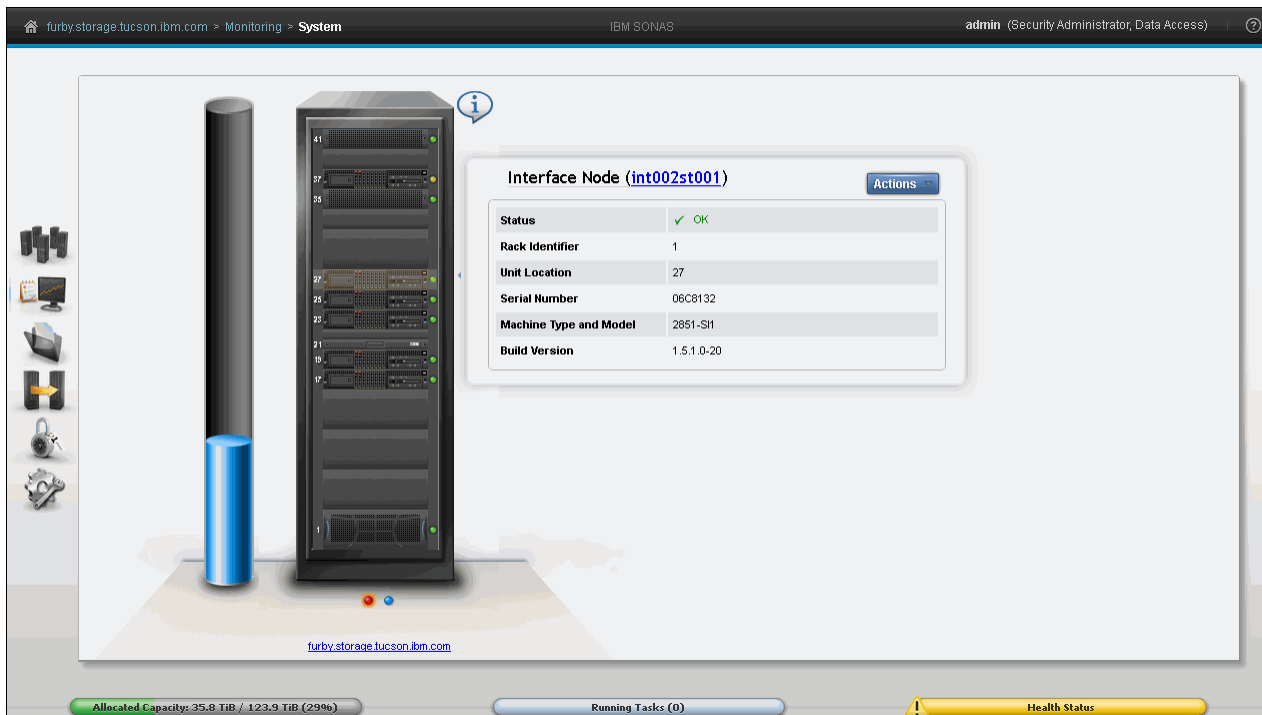 furby.storage.tucson.ibm.com > Monitoring > System
IBM SONAS
admin (Security Administrator, Data Access)
?
i
41
37
35
27
25
23
21
19
17
1
Interface Node (int002st001)
Actions
Status OK
Rack Identifier 1
Unit Location 27
Serial Number 06C8132
Machine Type and Model 2851-SI1
Build Version 1.5.1.0-20
furby.storage.tucson.ibm.com
Allocated Capacity: 35.8 TiB / 123.9 TiB (29%)
Running Tasks (0)
! Health Status